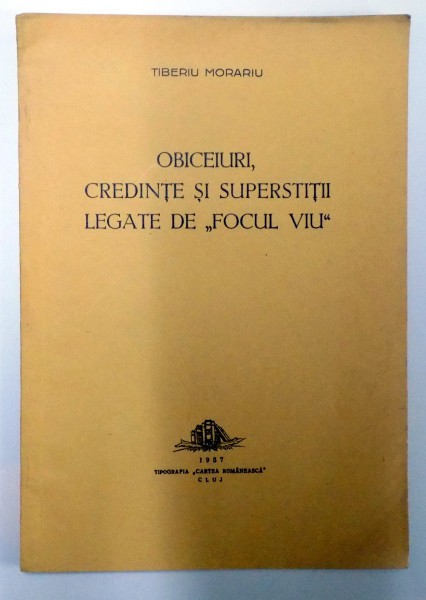 TIBERIU MORARIU
OBICEIURI,
CREDINȚE ȘI SUPERSTIȚII
LEGATE DE „FOCUL VIU“
1937
TIPOGRAFIA „CARTEA ROMÂNEASCĂ“
CLUJ